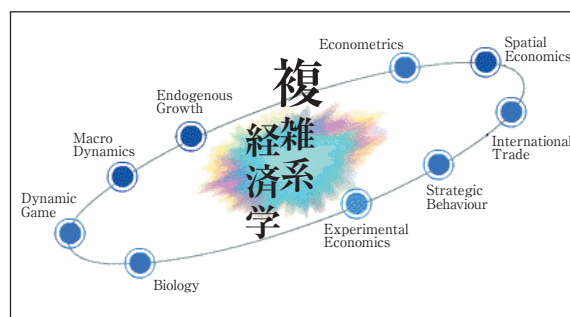 Econometrics
Spatial
Economics
複
雑系
経済学
Endogenous
Growth
Macro
Dynamics
International
Trade
Dynamic
Game
Strategic
Behaviour
Experimental
Economics
Biology